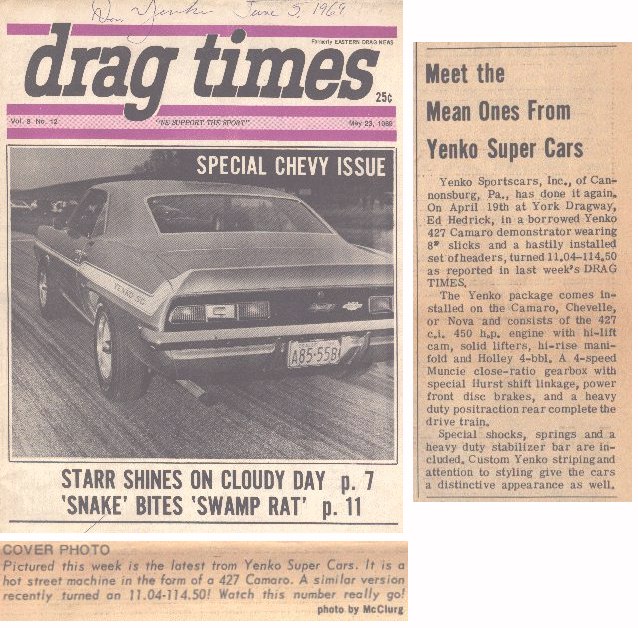 Don Yenko June 5, 1969
Formerly EASTERN DRAG NEWS
drag times
25¢
Vol. 8 No. 12 "WE SUPPORT THE SPORT" May 23, 1969
SPECIAL CHEVY ISSUE
YENKO S/C
A85-55B
STARR SHINES ON CLOUDY DAY p. 7
'SNAKE' BITES 'SWAMP RAT' p. 11
COVER PHOTO
Pictured this week is the latest from Yenko Super Cars. It is a
hot street machine in the form of a 427 Camaro. A similar version
recently turned an 11.04-114.50! Watch this number really go!
photo by McClurg
Meet the
Mean Ones From
Yenko Super Cars
Yenko Sportscars, Inc., of Can-
nonsburg, Pa., has done it again.
On April 19th at York Dragway,
Ed Hedrick, in a borrowed Yenko
427 Camaro demonstrator wearing
8" slicks and a hastily installed
set of headers, turned 11.04-114.50
as reported in last week's DRAG
TIMES.
The Yenko package comes in-
stalled on the Camaro, Chevelle,
or Nova and consists of the 427
c.i. 450 h.p. engine with hi-lift
cam, solid lifters, hi-rise mani-
fold and Holley 4-bbl. A 4-speed
Muncie close-ratio gearbox with
special Hurst shift linkage, power
front disc brakes, and a heavy
duty positraction rear complete the
drive train.
Special shocks, springs and a
heavy duty stabilizer bar are in-
cluded. Custom Yenko striping and
attention to styling give the cars
a distinctive appearance as well.